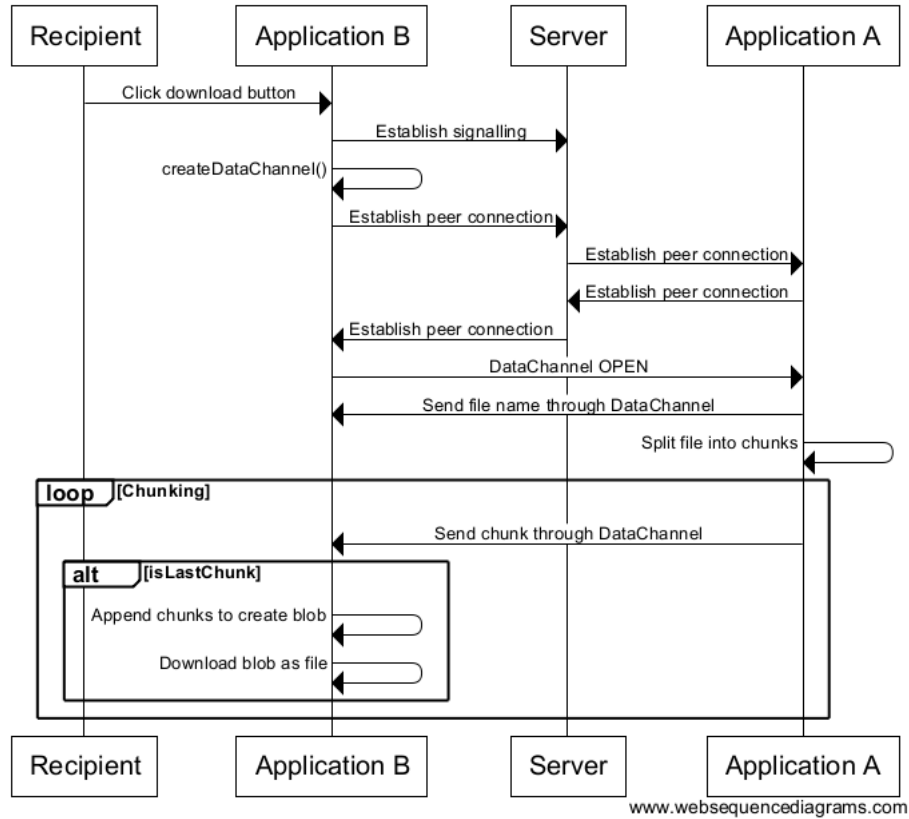 Recipient Application B Server Application A
Click download button
Establish signalling
createDataChannel()
Establish peer connection
Establish peer connection
Establish peer connection
Establish peer connection
DataChannel OPEN
Send file name through DataChannel
Split file into chunks
loop [Chunking]
Send chunk through DataChannel
alt [isLastChunk]
Append chunks to create blob
Download blob as file
Recipient Application B Server Application A
www.websequencediagrams.com